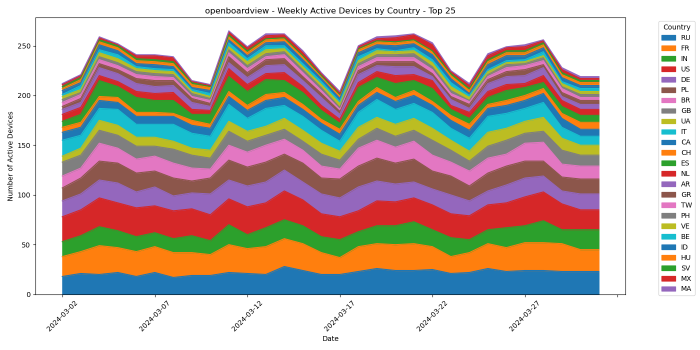 openboardview - Weekly Active Devices by Country - Top 25
Number of Active Devices
250
200
150
100
50
0
2024-03-02
2024-03-07
2024-03-12
2024-03-17
2024-03-22
2024-03-27
Date
Country
RU
FR
IN
US
DE
PL
BR
GB
UA
IT
CA
CH
ES
NL
AR
GR
TW
PH
VE
BE
ID
HU
SV
MX
MA